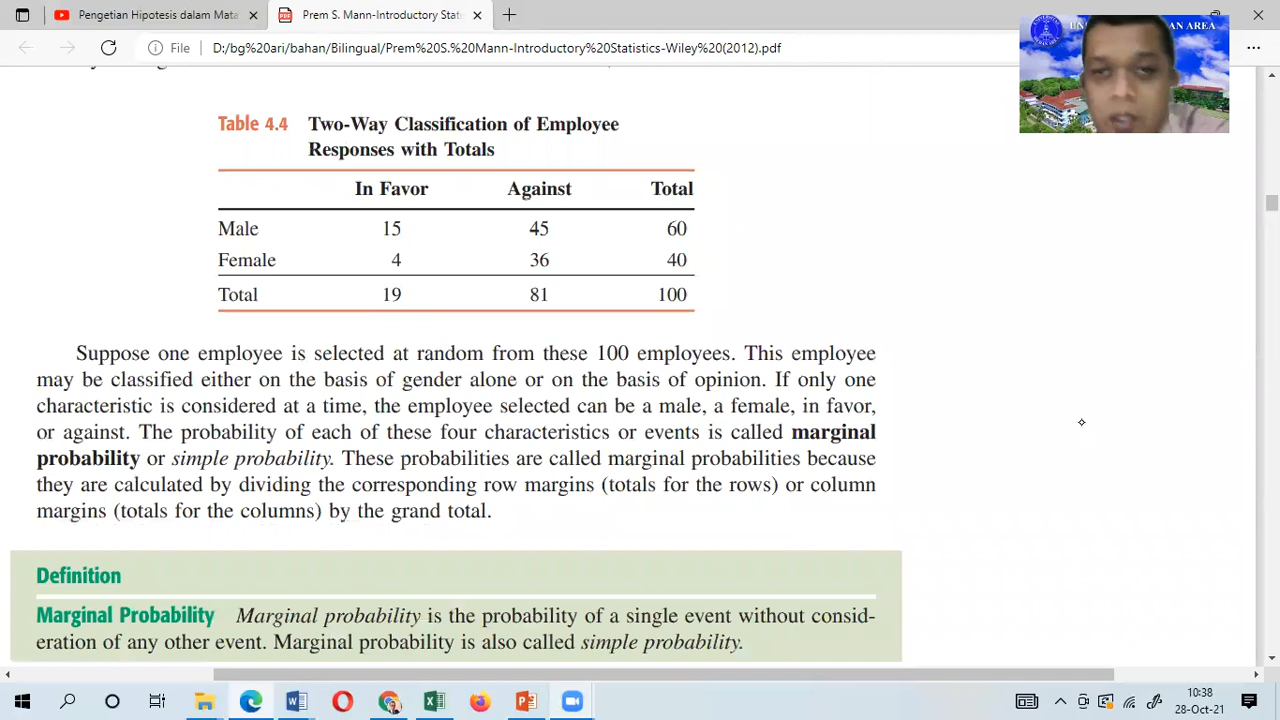 Pengetian Hipotesis dalam Mat
Prem S. Mann-Introductory Statis
File
D:/bg%20ari/bahan/Bilingual/Prem%20S.%20Mann-Introductory%20Statistics-Wiley%20(2012).pdf
AN AREA
Table 4.4 Two-Way Classification of Employee
Responses with Totals
In Favor Against Total
Male 15 45 60
Female 4 36 40
Total 19 81 100
Suppose one employee is selected at random from these 100 employees. This employee
may be classified either on the basis of gender alone or on the basis of opinion. If only one
characteristic is considered at a time, the employee selected can be a male, a female, in favor,
or against. The probability of each of these four characteristics or events is called marginal
probability or simple probability. These probabilities are called marginal probabilities because
they are calculated by dividing the corresponding row margins (totals for the rows) or column
margins (totals for the columns) by the grand total.
Definition
Marginal Probability Marginal probability is the probability of a single event without consid-
eration of any other event. Marginal probability is also called simple probability.
10:38
28-Oct-21